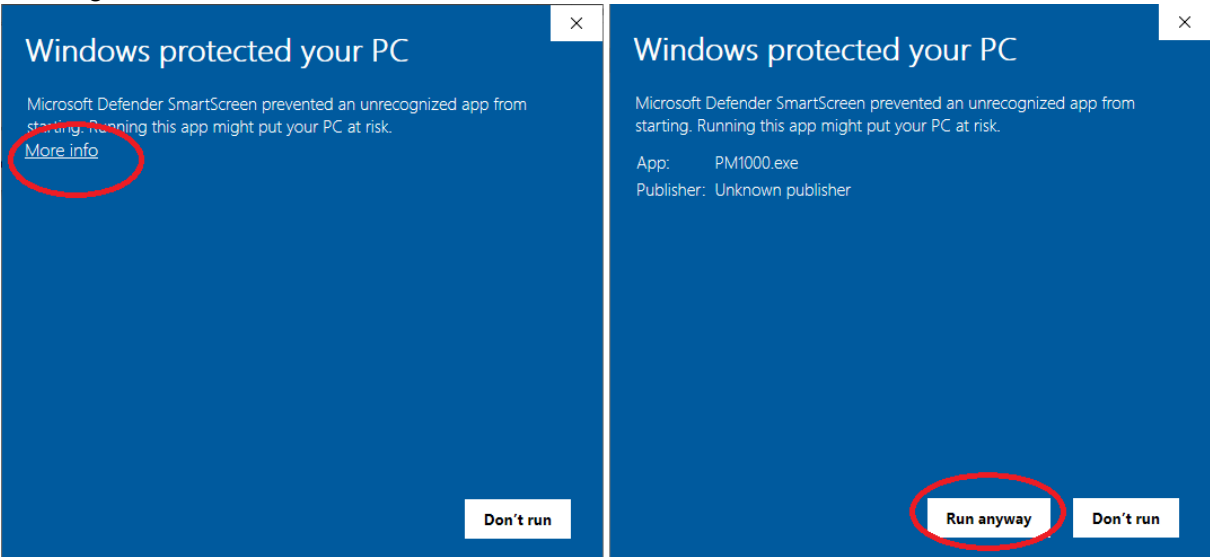 Windows protected your PC
Microsoft Defender SmartScreen prevented an unrecognized app from
starting. Running this app might put your PC at risk.
More info
Don't run
Windows protected your PC
Microsoft Defender SmartScreen prevented an unrecognized app from
starting. Running this app might put your PC at risk.
App: PM1000.exe
Publisher: Unknown publisher
Run anyway
Don't run